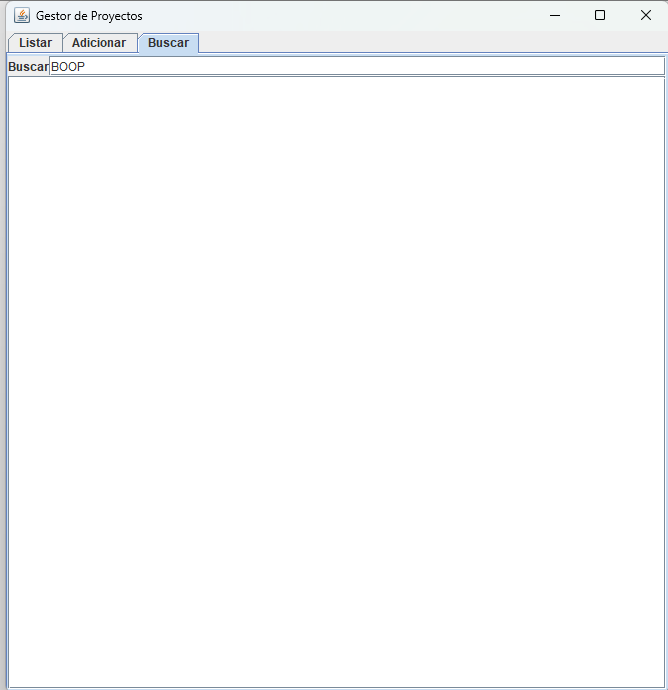 Gestor de Proyectos
Listar Adicionar Buscar
Buscar BOOP